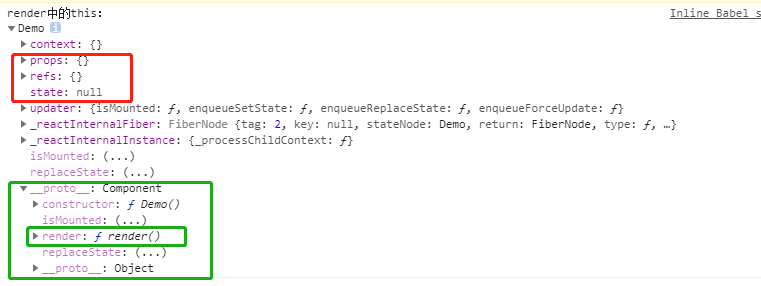 render中的this:
Inline Babel s
▼Demo i
▶context: {}
▶props: {}
▶refs: {}
state: null
▶updater: {isMounted: ƒ, enqueueSetState: ƒ, enqueueReplaceState: ƒ, enqueueForceUpdate: ƒ}
▶_reactInternalFiber: FiberNode {tag: 2, key: null, stateNode: Demo, return: FiberNode, type: ƒ, …}
▶_reactInternalInstance: {_processChildContext: ƒ}
isMounted: (...)
replaceState: (...)
▼__proto__: Component
▶constructor: ƒ Demo()
isMounted: (...)
▶render: ƒ render()
replaceState: (...)
▶__proto__: Object